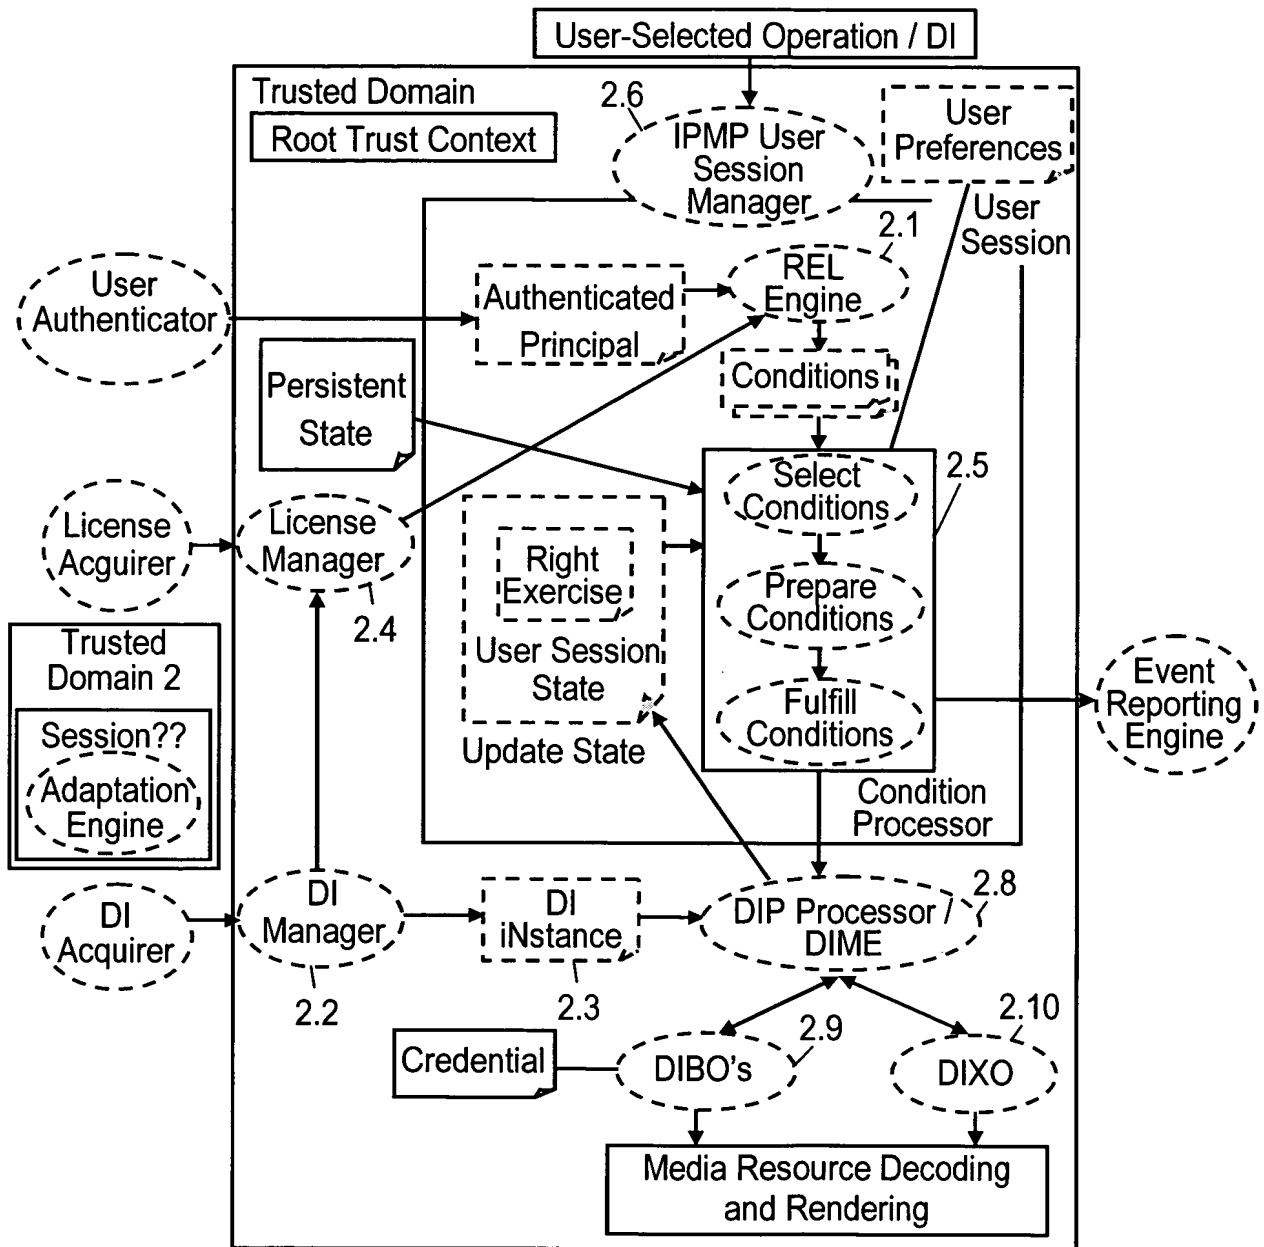 User-Selected Operation / DI
Trusted Domain
Root Trust Context
2.6
IPMP User
Session
Manager
User
Preferences
User
Session
2.1
REL
Engine
User
Authenticator
Authenticated
Principal
Persistent
State
Conditions
2.5
Select
Conditions
License
Acguirer
License
Manager
2.4
Right
Exercise
User Session
State
Update State
Prepare
Conditions
Fulfill
Conditions
Condition
Processor
Event
Reporting
Engine
Trusted
Domain 2
Session??
Adaptation
Engine
DI
Acquirer
DI
Manager
2.2
DI
iNstance
2.3
DIP Processor /
DIME
2.8
2.9
2.10
Credential
DIBO's
DIXO
Media Resource Decoding
and Rendering